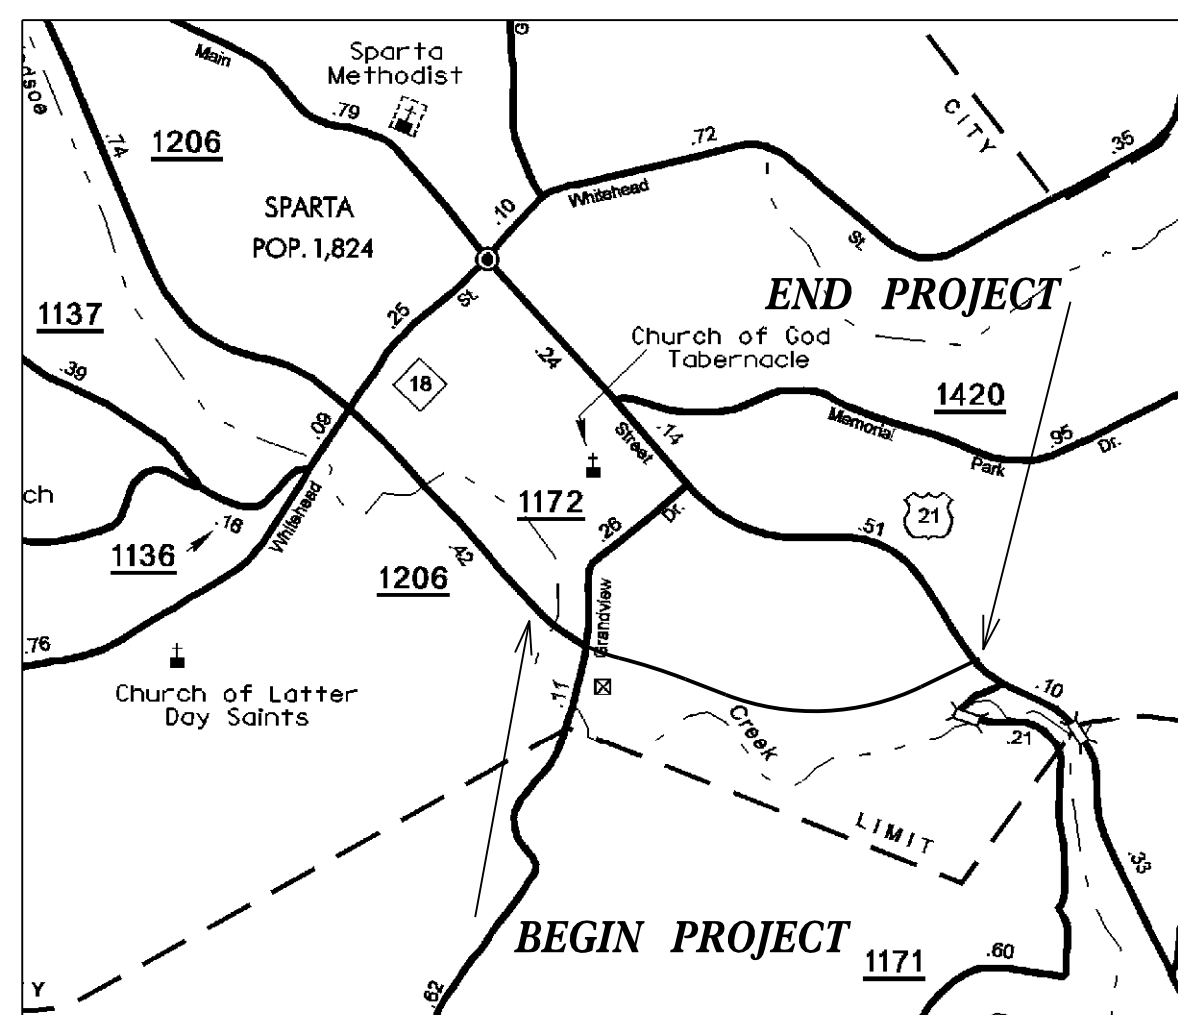 G
Main
Sparta
Methodist
.79
.72
CITY
.35
.74
1206
SPARTA
POP. 1,824
.10
Whitehead
St.
END PROJECT
1137
.25
St
Church of God
Tabernacle
.24
.39
18
1420
.09
Street
.14
Memorial
Park
.95
Dr.
ch
.18
Whitehead
1172
Dr.
.26
21
.51
1136
1206
.42
Grandview
.76
Church of Latter
Day Saints
.11
Creek
.10
.21
LIMIT
.33
BEGIN PROJECT
1171
.60
Y
.62